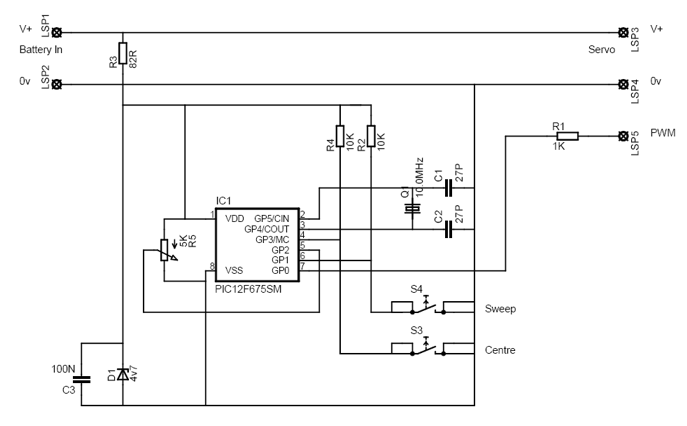 LSP1
V+
Battery In
R3
82R
LSP2
0v
LSP3
V+
Servo
LSP4
0v
R1
1K
LSP5
PWM
R4
10K
R2
10K
Q1
10.0MHz
C1
27P
C2
27P
IC1
1 VDD GP5/CIN 2
GP4/COUT 3
GP3/MC 4
GP2 5
GP1 6
8 VSS GP0 7
PIC12F675SM
5K
R5
S4
Sweep
S3
Centre
100N
C3
D1
4v7